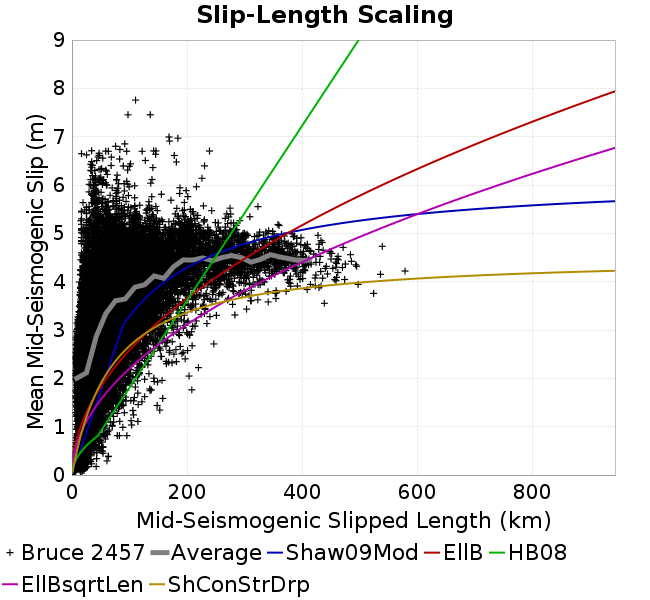 Slip-Length Scaling
Mean Mid-Seismogenic Slip (m)
9
8
7
6
5
4
3
2
1
0
0 200 400 600 800
Mid-Seismogenic Slipped Length (km)
+ Bruce 2457 Average Shaw09Mod EllB HB08
EllBsqrtLen ShConStrDrp